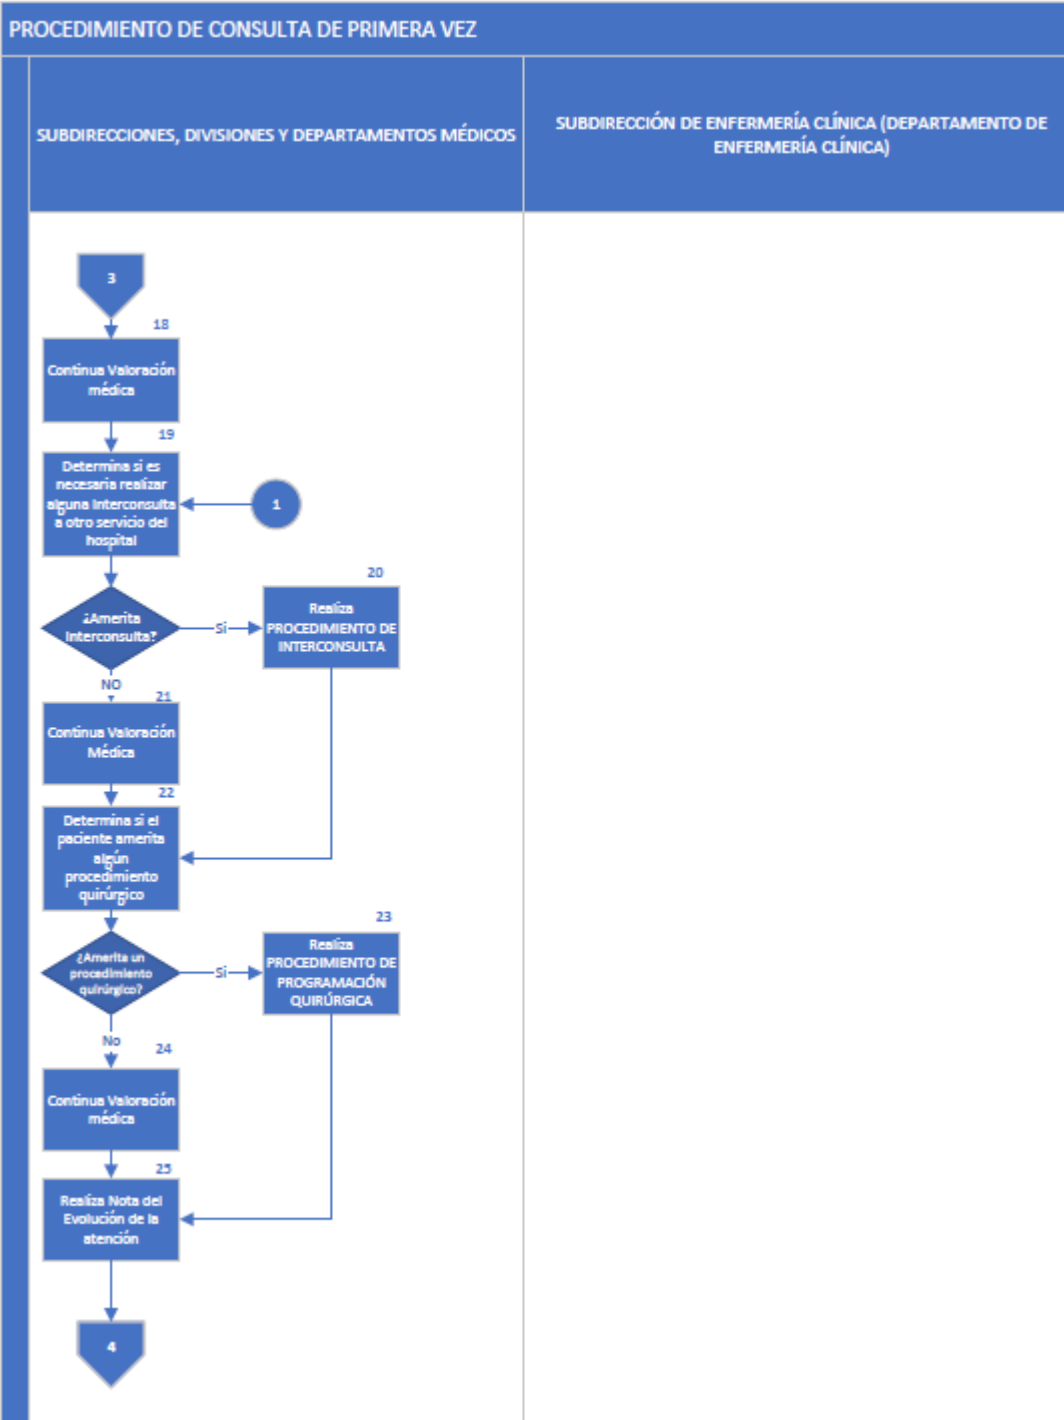 PROCEDIMIENTO DE CONSULTA DE PRIMERA VEZ
SUBDIRECCIONES, DIVISIONES Y DEPARTAMENTOS MÉDICOS
SUBDIRECCIÓN DE ENFERMERÍA CLÍNICA (DEPARTAMENTO DE
ENFERMERÍA CLÍNICA)
3
18
Continua Valoración
médica
19
Determina si es
necesaria realizar
alguna Interconsulta
a otro servicio del
hospital
1
¿Amerita
Interconsulta?
Si
20
Realiza
PROCEDIMIENTO DE
INTERCONSULTA
NO
21
Continua Valoración
Médica
22
Determina si el
paciente amerita
algún
procedimiento
quirúrgico
¿Amerita un
procedimiento
quirúrgico?
Si
23
Realiza
PROCEDIMIENTO DE
PROGRAMACIÓN
QUIRÚRGICA
No
24
Continua Valoración
médica
25
Realiza Nota del
Evolución de la
atención
4